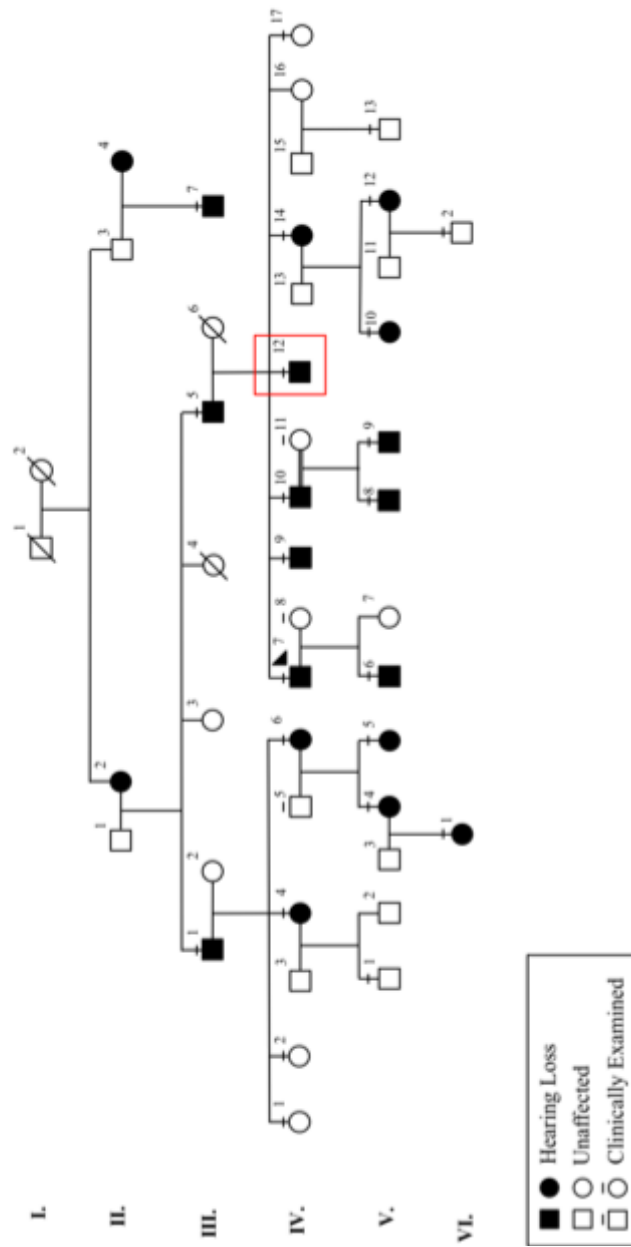 I. 1 2
II. 1 2 3 4
III. 1 2 3 4 5 6 7
IV. 1 2 3 4 5 6 7 8 9 10 11 12 13 14 15 16 17
V. 1 2 3 4 5 6 7 8 9 10 11 12 13
VI. 1 2
Hearing Loss
Unaffected
Clinically Examined